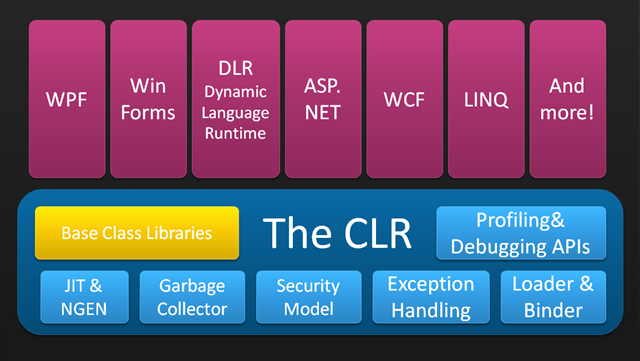 WPF
Win
Forms
DLR
Dynamic
Language
Runtime
ASP.
NET
WCF
LINQ
And
more!
Base Class Libraries
The CLR
Profiling&
Debugging APIs
JIT &
NGEN
Garbage
Collector
Security
Model
Exception
Handling
Loader &
Binder